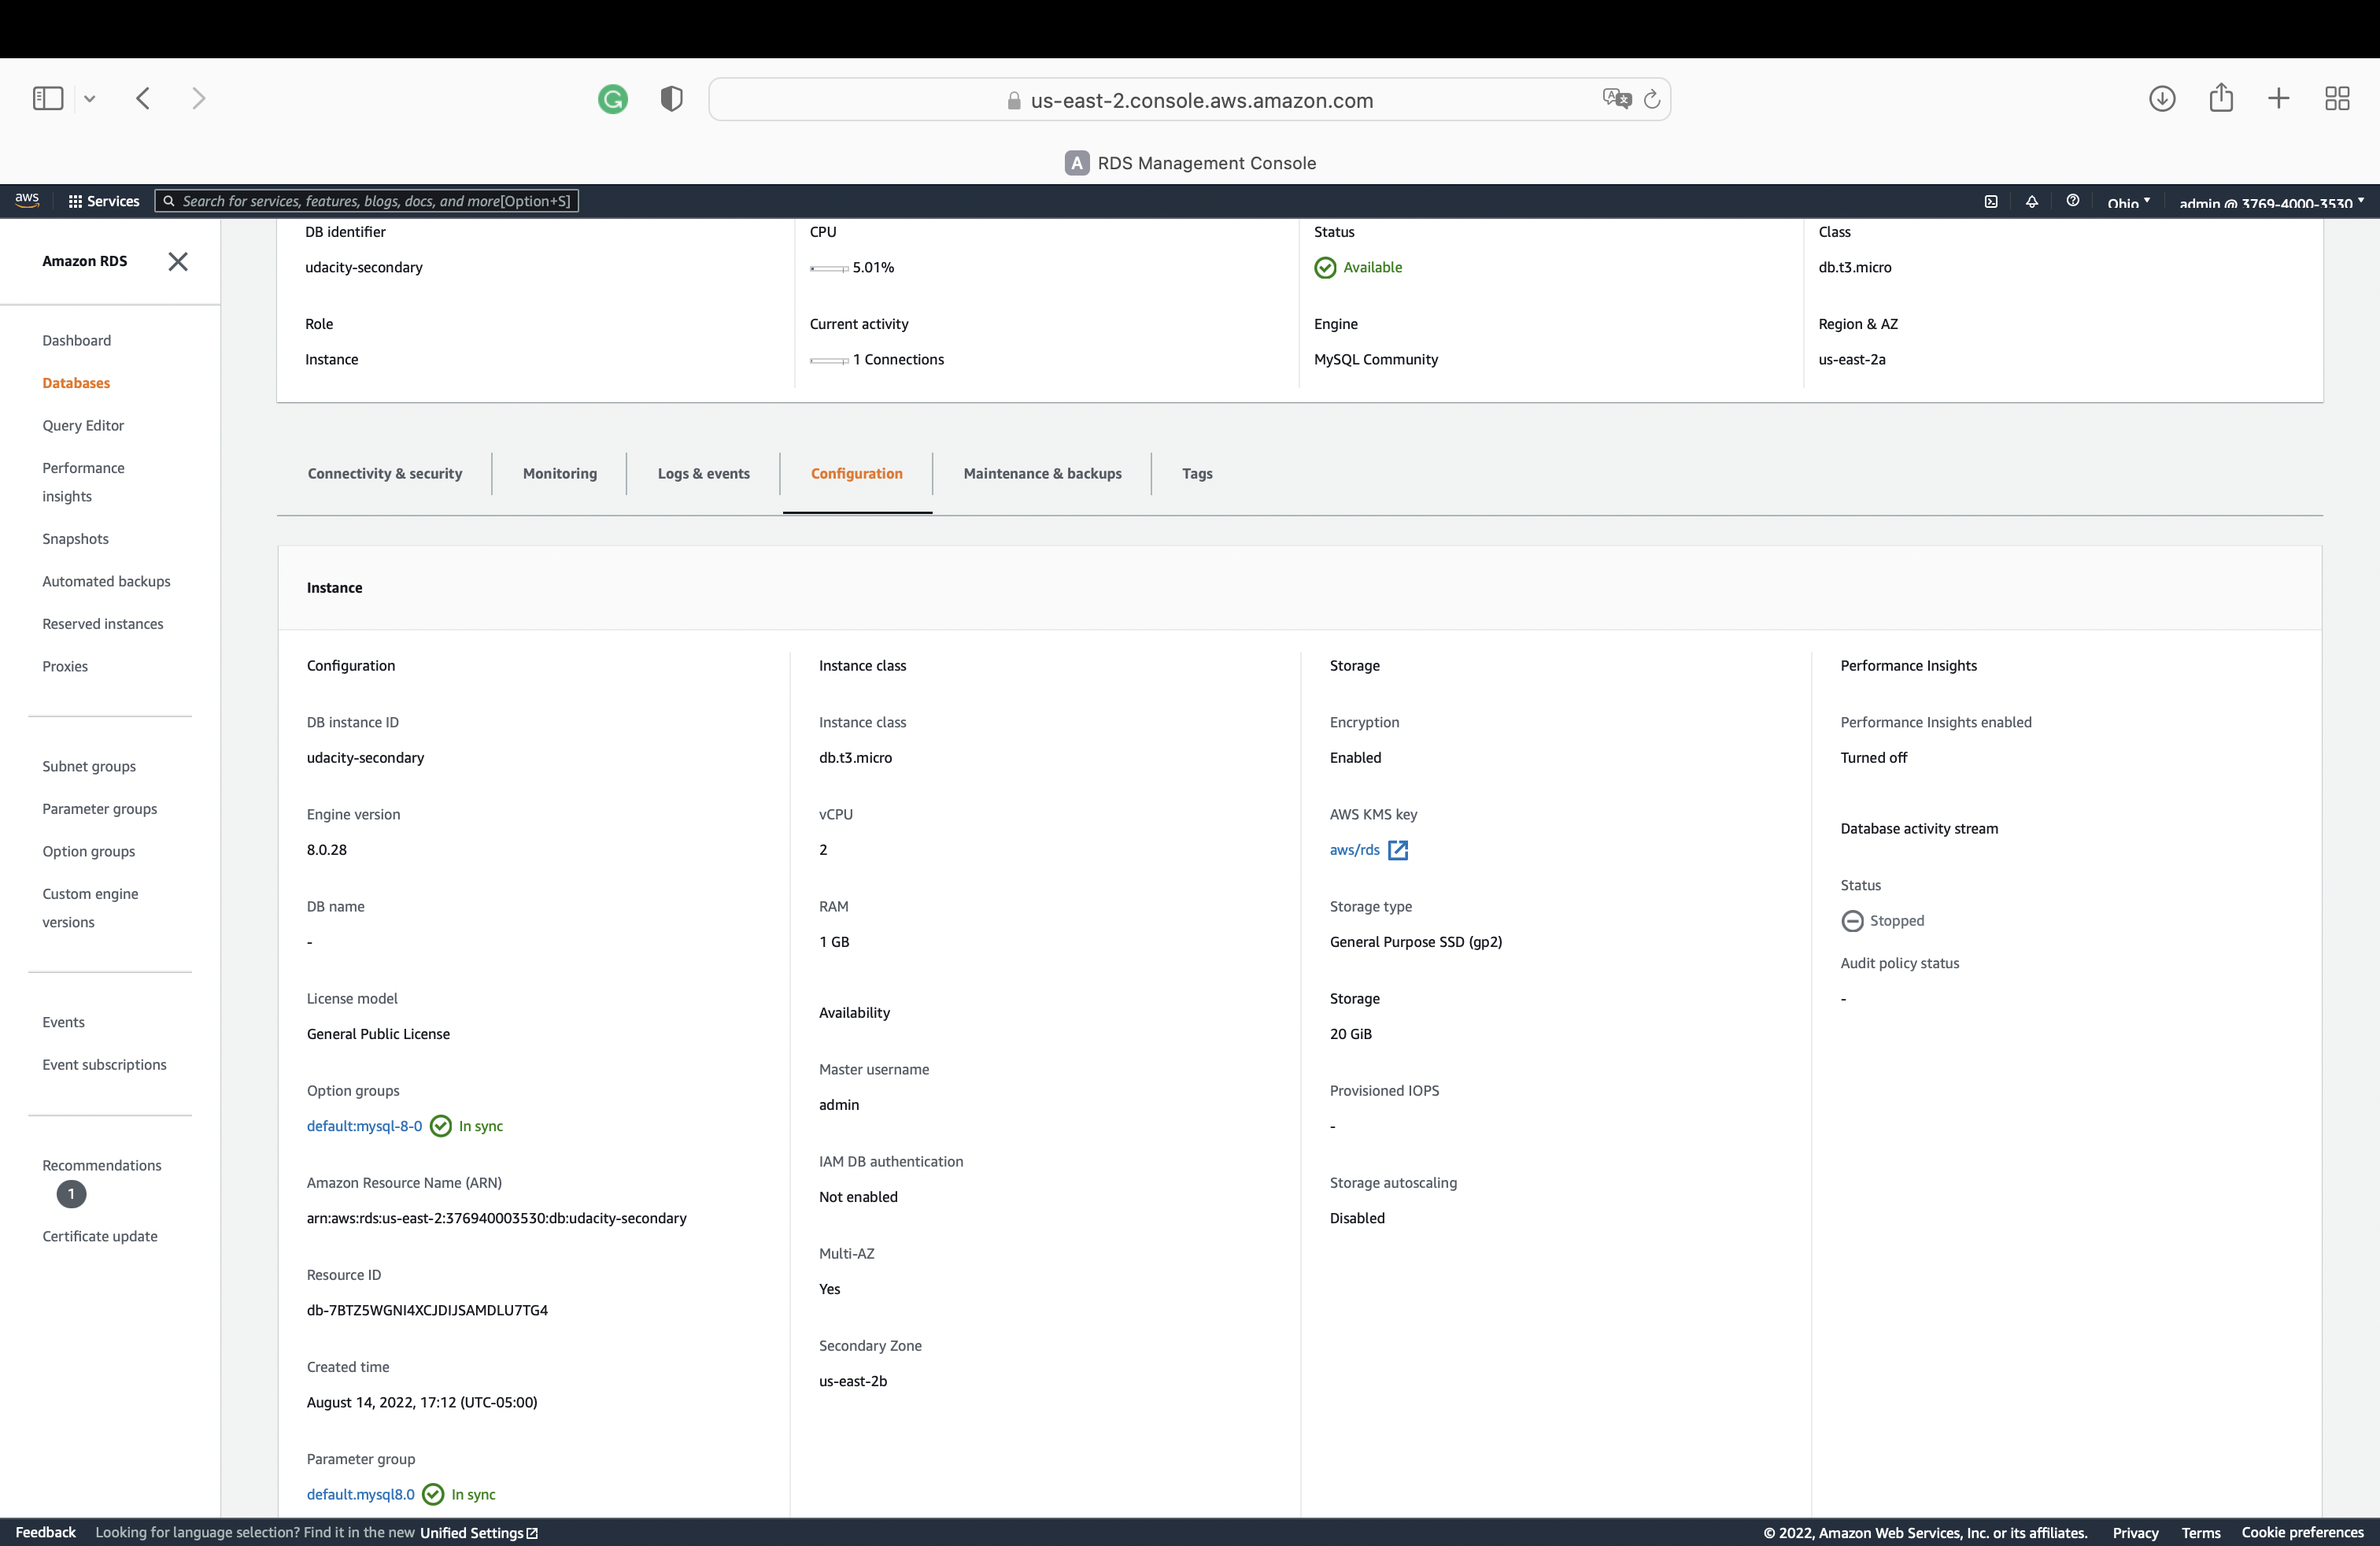 us-east-2.console.aws.amazon.com
A RDS Management Console
aws Services Search for services, features, blogs, docs, and more [Option+S] Ohio admin @ 3769-4000-3530
Amazon RDS
Dashboard
Databases
Query Editor
Performance
insights
Snapshots
Automated backups
Reserved instances
Proxies
Subnet groups
Parameter groups
Option groups
Custom engine
versions
Events
Event subscriptions
Recommendations
1
Certificate update
DB identifier
udacity-secondary
Role
Instance
CPU
5.01%
Current activity
1 Connections
Status
Available
Engine
MySQL Community
Class
db.t3.micro
Region & AZ
us-east-2a
Connectivity & security Monitoring Logs & events Configuration Maintenance & backups Tags
Instance
Configuration
DB instance ID
udacity-secondary
Engine version
8.0.28
DB name
-
License model
General Public License
Option groups
default:mysql-8-0 In sync
Amazon Resource Name (ARN)
arn:aws:rds:us-east-2:376940003530:db:udacity-secondary
Resource ID
db-7BTZ5WGNI4XCJDIJSAMDLU7TG4
Created time
August 14, 2022, 17:12 (UTC-05:00)
Parameter group
default.mysql8.0 In sync
Instance class
Instance class
db.t3.micro
vCPU
2
RAM
1 GB
Availability
Master username
admin
IAM DB authentication
Not enabled
Multi-AZ
Yes
Secondary Zone
us-east-2b
Storage
Encryption
Enabled
AWS KMS key
aws/rds
Storage type
General Purpose SSD (gp2)
Storage
20 GiB
Provisioned IOPS
-
Storage autoscaling
Disabled
Performance Insights
Performance Insights enabled
Turned off
Database activity stream
Status
Stopped
Audit policy status
-
Feedback Looking for language selection? Find it in the new Unified Settings © 2022, Amazon Web Services, Inc. or its affiliates. Privacy Terms Cookie preferences